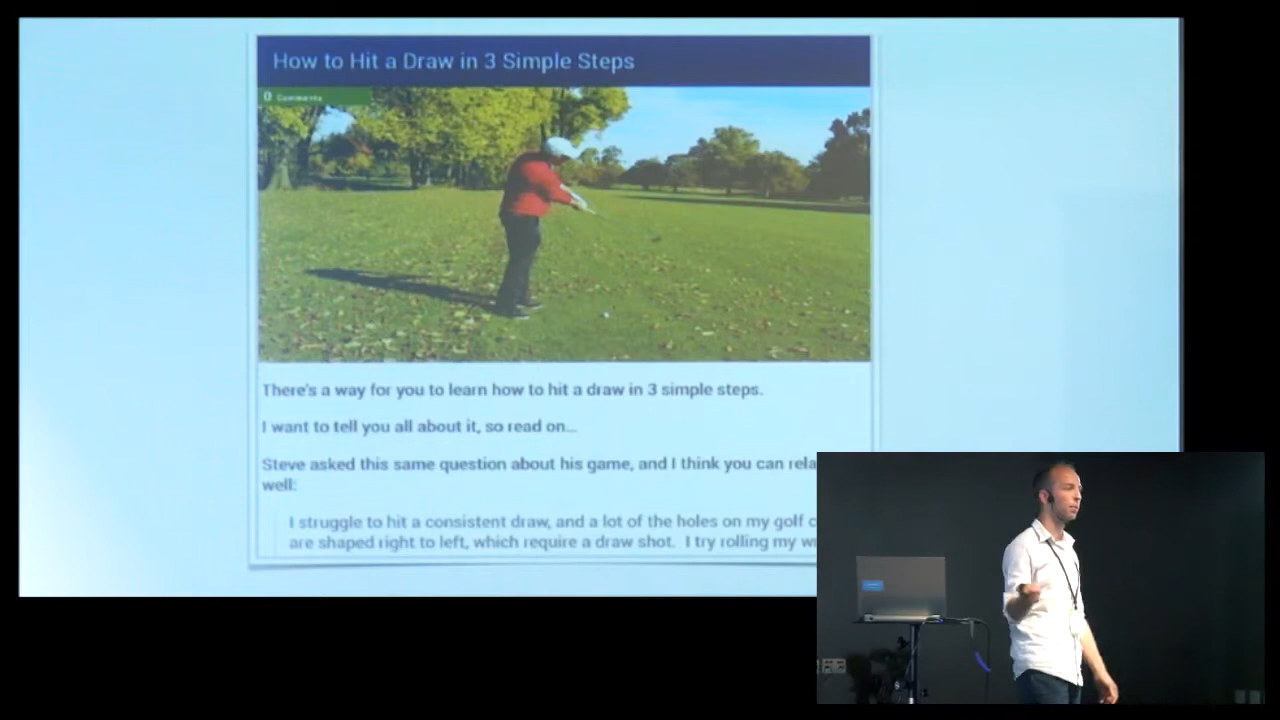 How to Hit a Draw in 3 Simple Steps
0 Comments
There's a way for you to learn how to hit a draw in 3 simple steps.
I want to tell you all about it, so read on...
Steve asked this same question about his game, and I think you can
well:
I struggle to hit a consistent draw, and a lot of the holes on my golf
are shaped right to left, which require a draw shot. I try rolling my